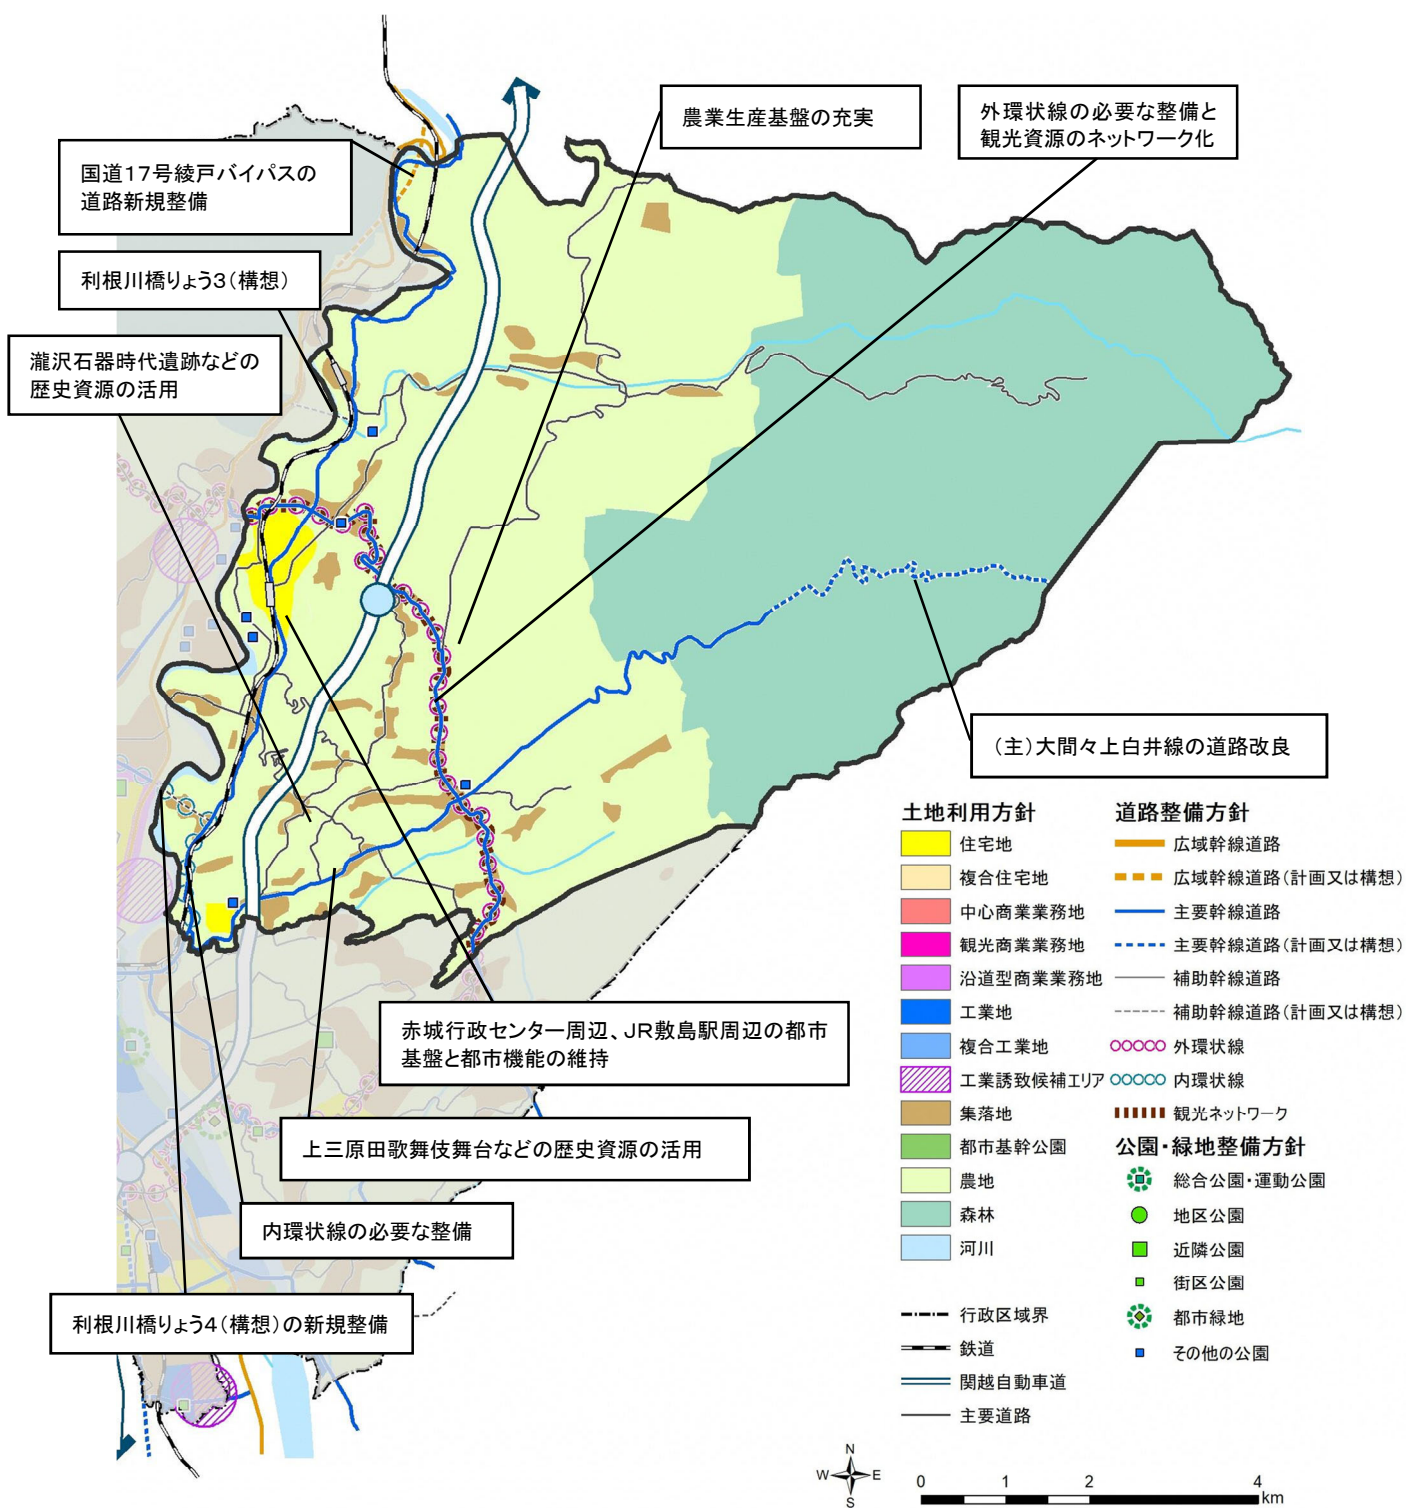 農業生産基盤の充実
外環状線の必要な整備と
観光資源のネットワーク化
国道17号綾戸バイパスの
道路新規整備
利根川橋りょう3(構想)
瀧沢石器時代遺跡などの
歴史資源の活用
(主)大間々上白井線の道路改良
赤城行政センター周辺、JR敷島駅周辺の都市
基盤と都市機能の維持
上三原田歌舞伎舞台などの歴史資源の活用
内環状線の必要な整備
利根川橋りょう4(構想)の新規整備
土地利用方針
住宅地
複合住宅地
中心商業業務地
観光商業業務地
沿道型商業業務地
工業地
複合工業地
工業誘致候補エリア
集落地
都市基幹公園
農地
森林
河川
行政区域界
鉄道
関越自動車道
主要道路
道路整備方針
広域幹線道路
広域幹線道路(計画又は構想)
主要幹線道路
主要幹線道路(計画又は構想)
補助幹線道路
補助幹線道路(計画又は構想)
外環状線
内環状線
観光ネットワーク
公園・緑地整備方針
総合公園・運動公園
地区公園
近隣公園
街区公園
都市緑地
その他の公園
N
W E
S
0 1 2 4
km